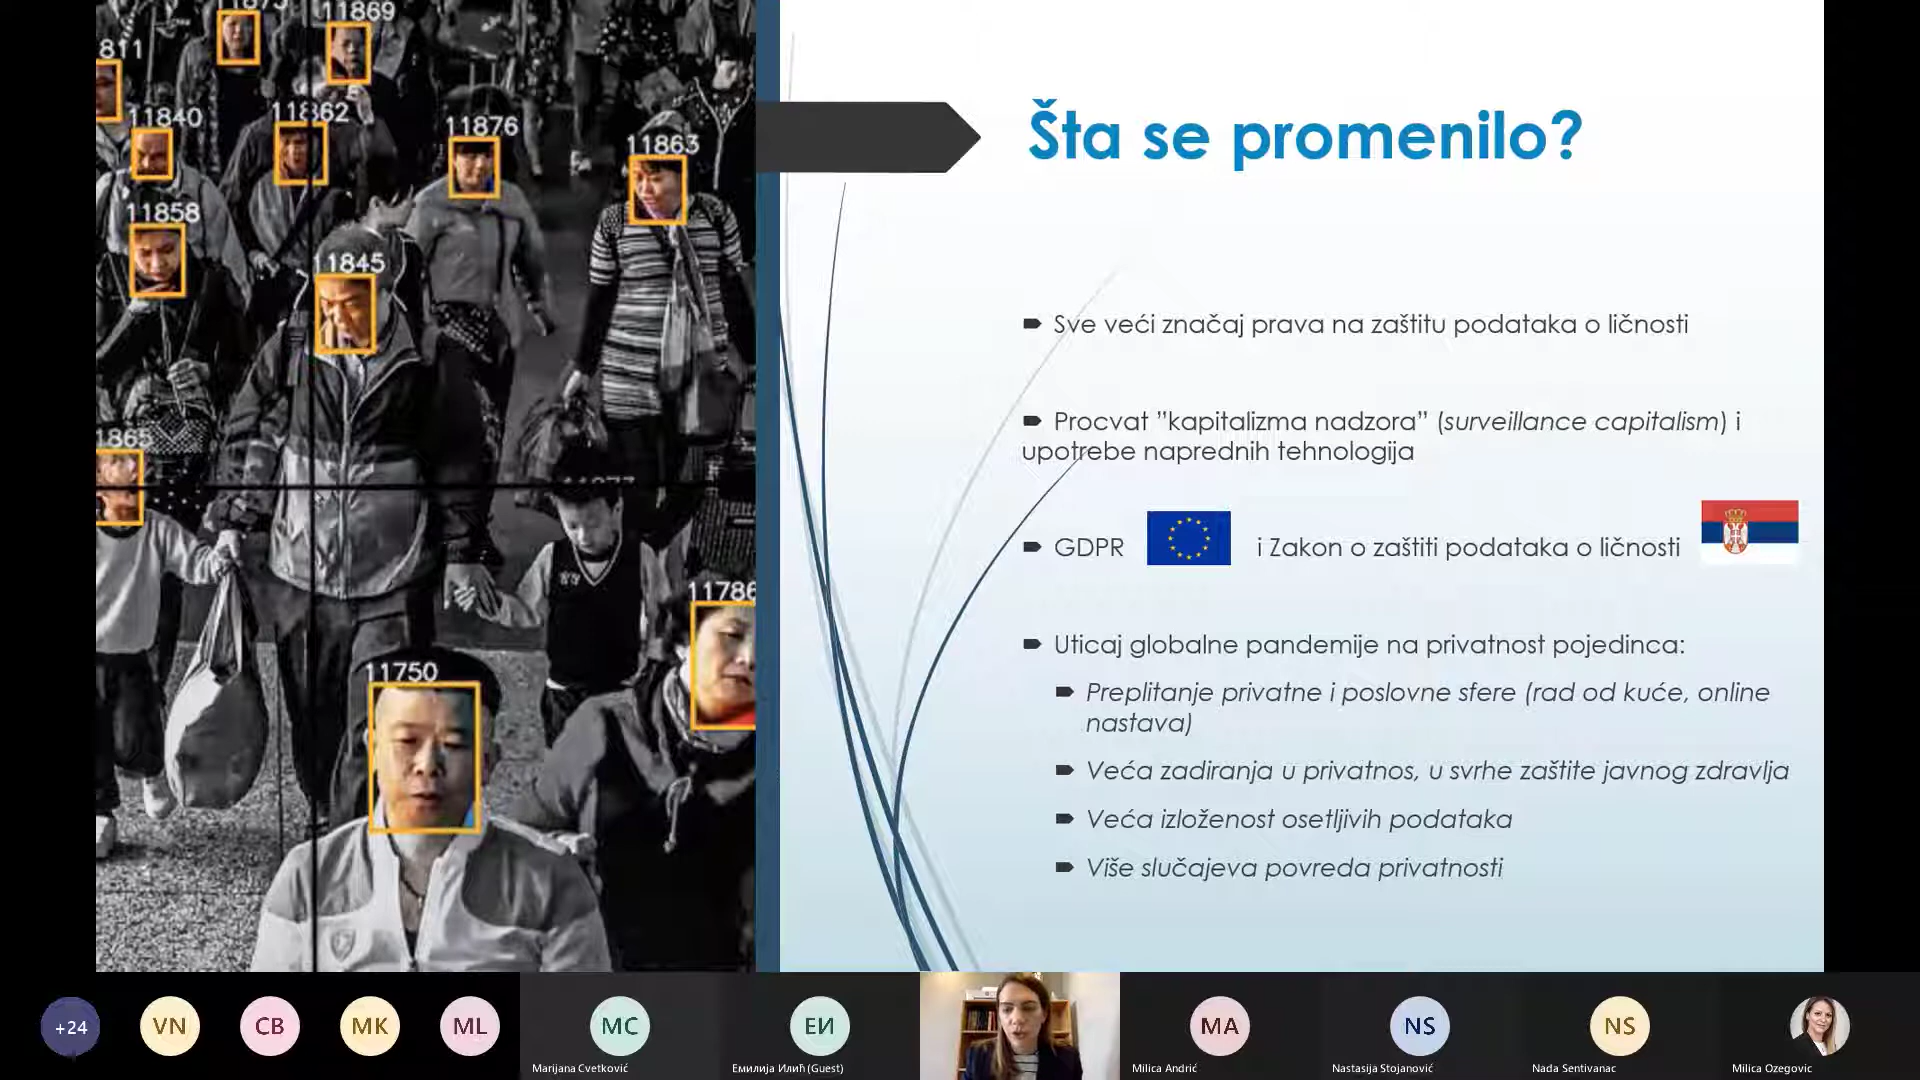 11869
811
11840
11862
11876
11863
11858
11845
1865
11786
11750
Šta se promenilo?
Sve veći značaj prava na zaštitu podataka o ličnosti
Procvat ”kapitalizma nadzora” (surveillance capitalism) i
upotrebe naprednih tehnologija
GDPR i Zakon o zaštiti podataka o ličnosti
Uticaj globalne pandemije na privatnost pojedinca:
Preplitanje privatne i poslovne sfere (rad od kuće, online
nastava)
Veća zadiranja u privatnos, u svrhe zaštite javnog zdravlja
Veća izloženost osetljivih podataka
Više slučajeva povreda privatnosti
+24
VN
CB
MK
ML
MC
ЕИ
MA
NS
NS
Marijana Cvetković
Емилија Илић (Guest)
Milica Andrić
Nastasija Stojanović
Nada Sentivanac
Milica Ozegovic